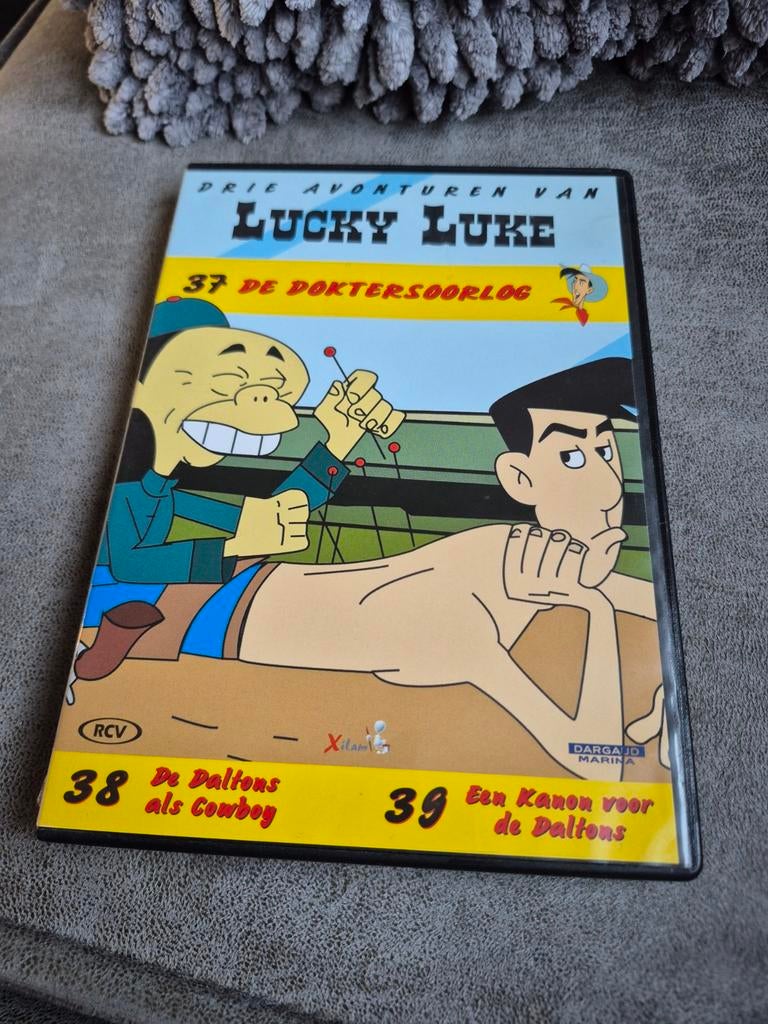 DRIE AVONTUREN VAN
LUCKY LUKE
37 DE DOKTERSOORLOG
RCV
Xilam
DARGAUD
MARINA
38 De Daltons
als Cowboy
39 Een Kanon voor
de Daltons